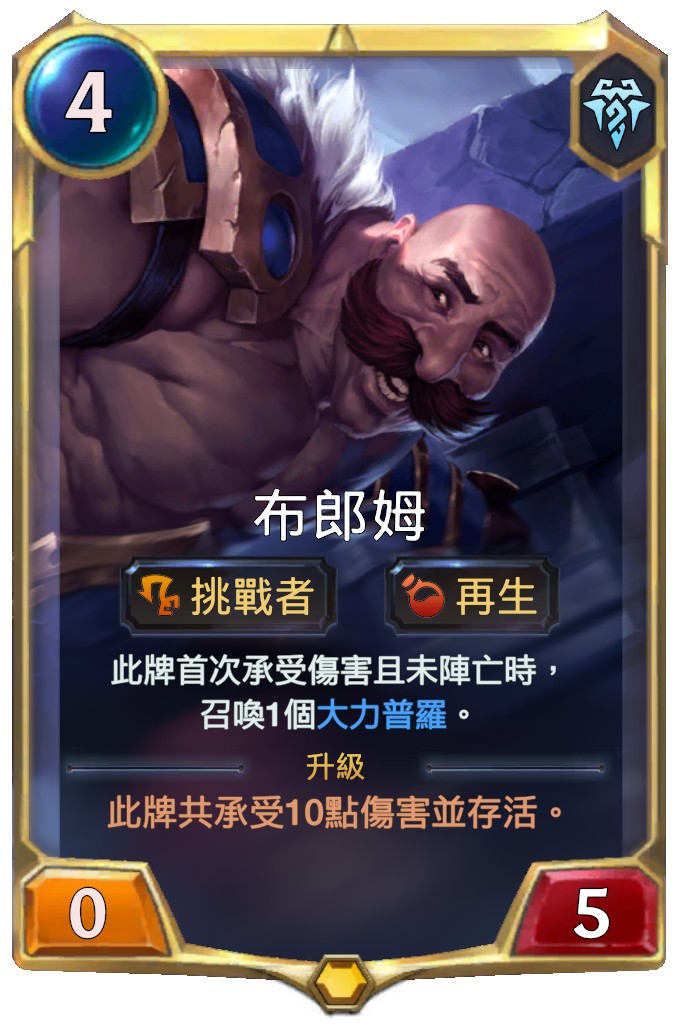 4
布郎姆
挑戰者 再生
此牌首次承受傷害且未陣亡時，
召喚1個大力普羅。
升級
此牌共承受10點傷害並存活。
0 5